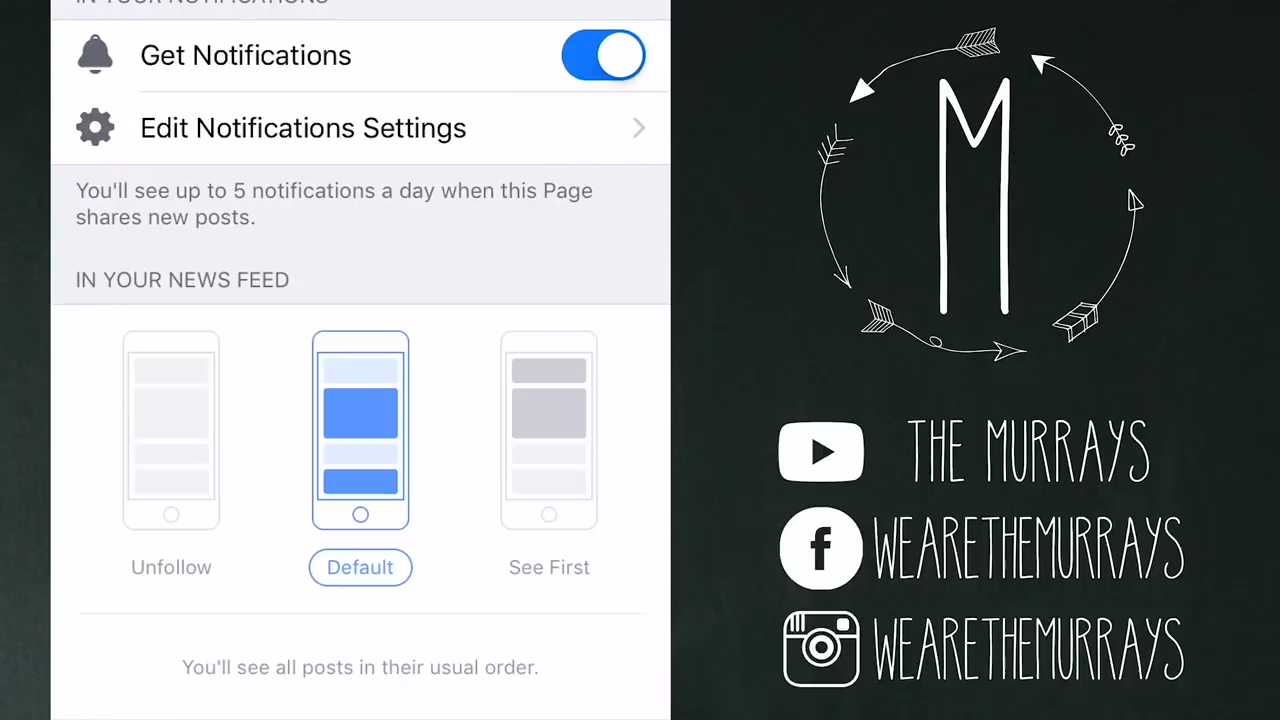 Get Notifications
Edit Notifications Settings
You'll see up to 5 notifications a day when this Page
shares new posts.
IN YOUR NEWS FEED
Unfollow
Default
See First
You'll see all posts in their usual order.
M
THE MURRAYS
f WEARETHEMURRAYS
WEARETHEMURRAYS